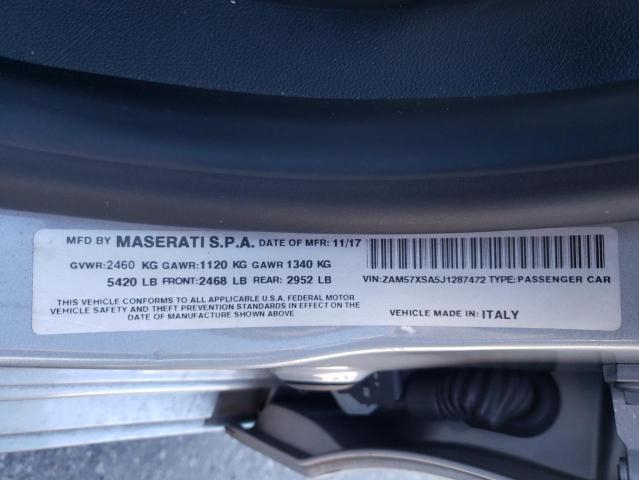 MFD BY MASERATI S.P.A. DATE OF MFR: 11/17
GVWR:2460 KG GAWR:1120 KG GAWR 1340 KG
5420 LB FRONT:2468 LB REAR: 2952 LB
THIS VEHICLE CONFORMS TO ALL APPLICABLE U.S.A. FEDERAL MOTOR
VEHICLE SAFETY AND THEFT PREVENTION STANDARDS IN EFFECT ON THE
DATE OF MANUFACTURE SHOWN ABOVE
VIN:ZAM57XSA5J1287472 TYPE:PASSENGER CAR
VEHICLE MADE IN: ITALY